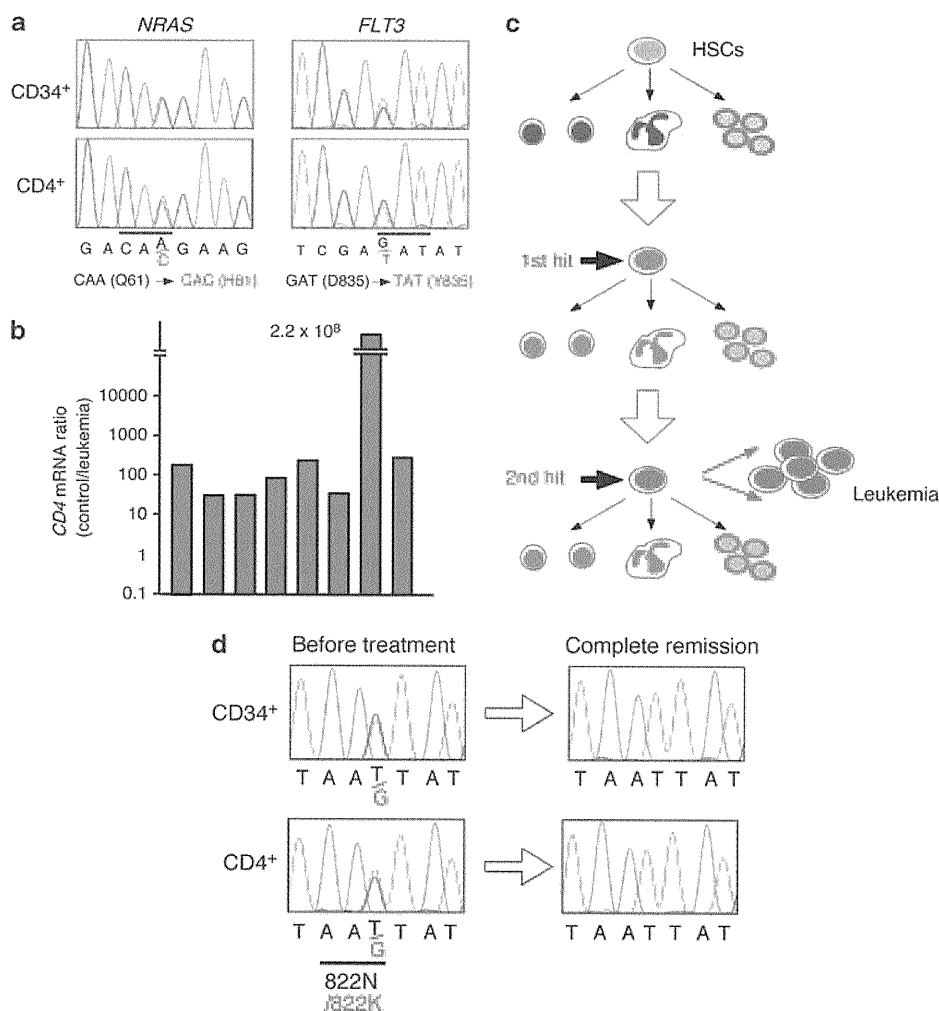 a
NRAS
FLT3
CD34+
CD4+
G A C A A G A A G
C
T C G A G A T A T
T
CAA (Q61) → CAC (H61)
GAT (D835) → TAT (Y835)
b
2.2 x 10⁸
CD4 mRNA ratio
(control/leukemia)
10000
1000
100
10
1
0.1
c
HSCs
1st hit
2nd hit
Leukemia
d
Before treatment
Complete remission
CD34+
T A A T T A T
G
T A A T T A T
CD4+
T A A T T A T
G
T A A T T A T
822N
/822K